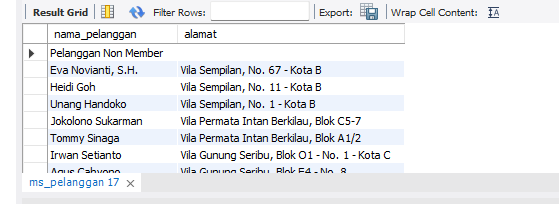 Result Grid Filter Rows: Export: Wrap Cell Content:
nama_pelanggan alamat
Pelanggan Non Member
Eva Novianti, S.H. Vila Sempilan, No. 67 - Kota B
Heidi Goh Vila Sempilan, No. 11 - Kota B
Unang Handoko Vila Sempilan, No. 1 - Kota B
Jokolono Sukarman Vila Permata Intan Berkilau, Blok C5-7
Tommy Sinaga Vila Permata Intan Berkilau, Blok A1/2
Irwan Setianto Vila Gunung Seribu, Blok O1 - No. 1 - Kota C
Agus Cahyono Vila Gunung Seribu, Blok F4 - No. 8
ms_pelanggan 17